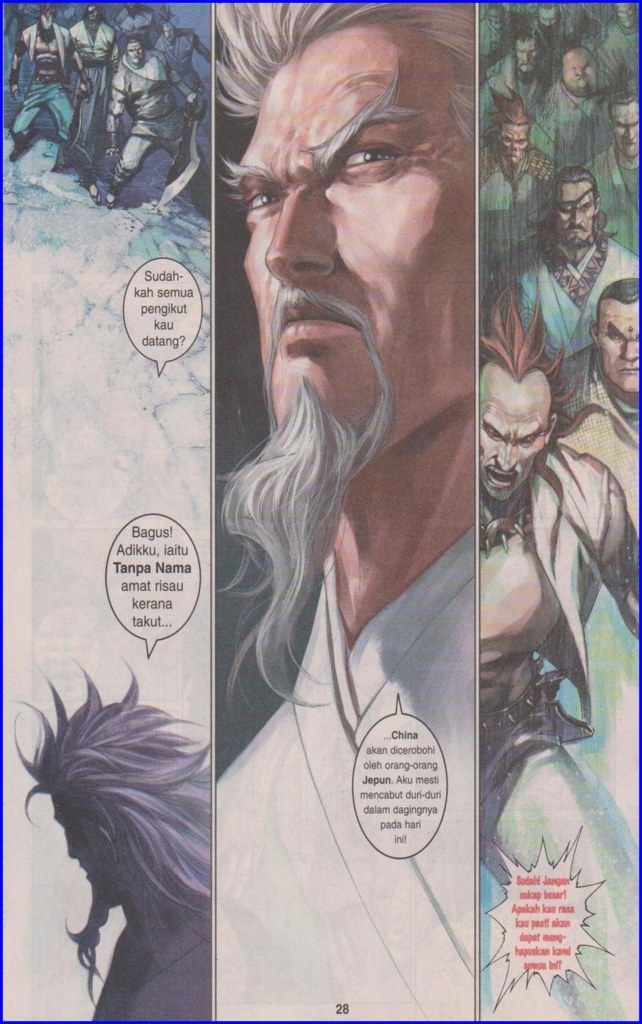 Sudah-
kah semua
pengikut
kau
datang?
Bagus!
Adikku, iaitu
Tanpa Nama
amat risau
kerana
takut...
...China
akan dicerobohi
oleh orang-orang
Jepun. Aku mesti
mencabut duri-duri
dalam dagingnya
pada hari
ini!
Sudah! Jangan
cakap besar!
Apakah kau rasa
kau pasti akan
dapat meng-
hapuskan kami
semua ini?
28